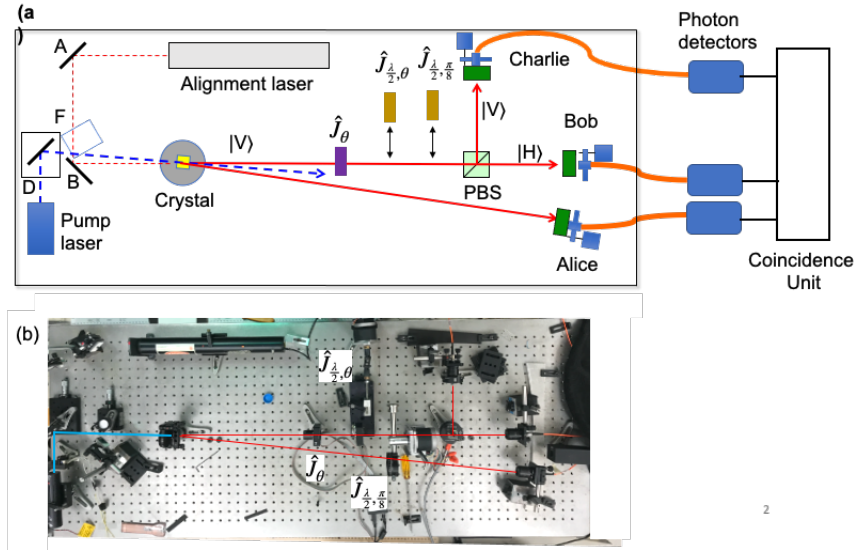 (a)
A
Alignment laser
F
D
B
Pump
laser
Crystal
|V⟩
Ĵ_θ
Ĵ_{λ/2,θ}
Ĵ_{λ/2,π/8}
Charlie
|V⟩
|H⟩
PBS
Bob
Alice
Photon
detectors
Coincidence
Unit
(b)
Ĵ_{λ/2,θ}
Ĵ_θ
Ĵ_{λ/2,π/8}
2